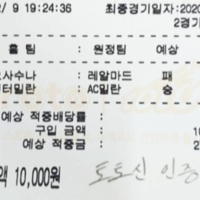 / 9 19:24:36 최종경기일자:2020
2경기
홈 팀 : 원정팀 예상
사수나 : 레알마드 패
터밀란 : AC밀란 승
예상 적중배당률 :
구입 금액 : 10
예상 적중금 : 27
액 10,000원 토토신 인증